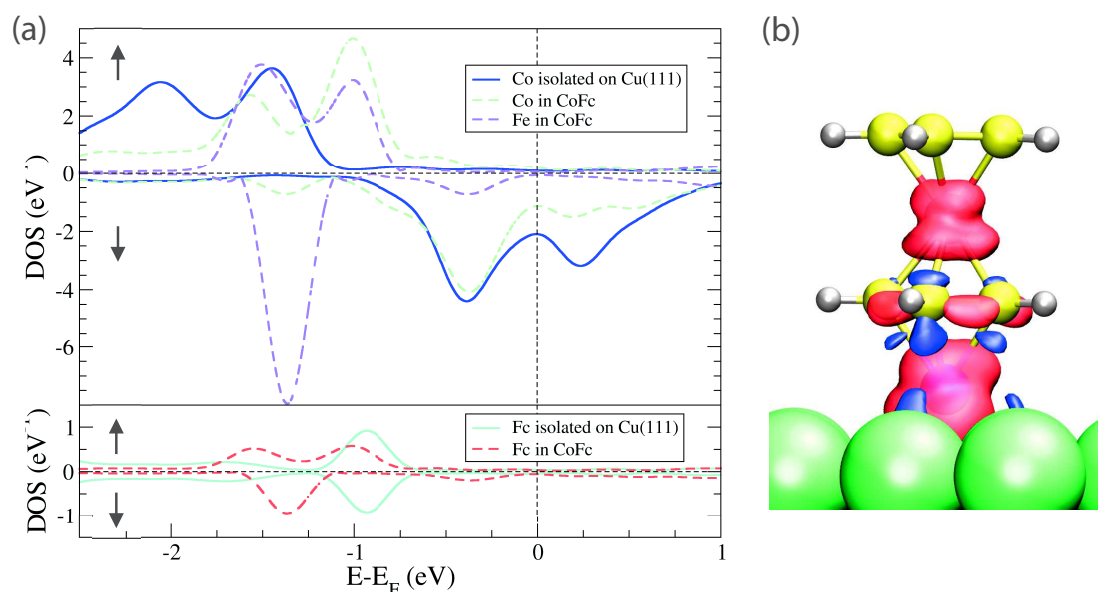 (a)
(b)
4
2
0
-2
-4
-6
DOS (eV⁻
Co isolated on Cu(111)
Co in CoFc
Fe in CoFc
1
0
-1
DOS (eV⁻¹)
Fc isolated on Cu(111)
Fc in CoFc
-2
-1
0
1
E-E_F (eV)